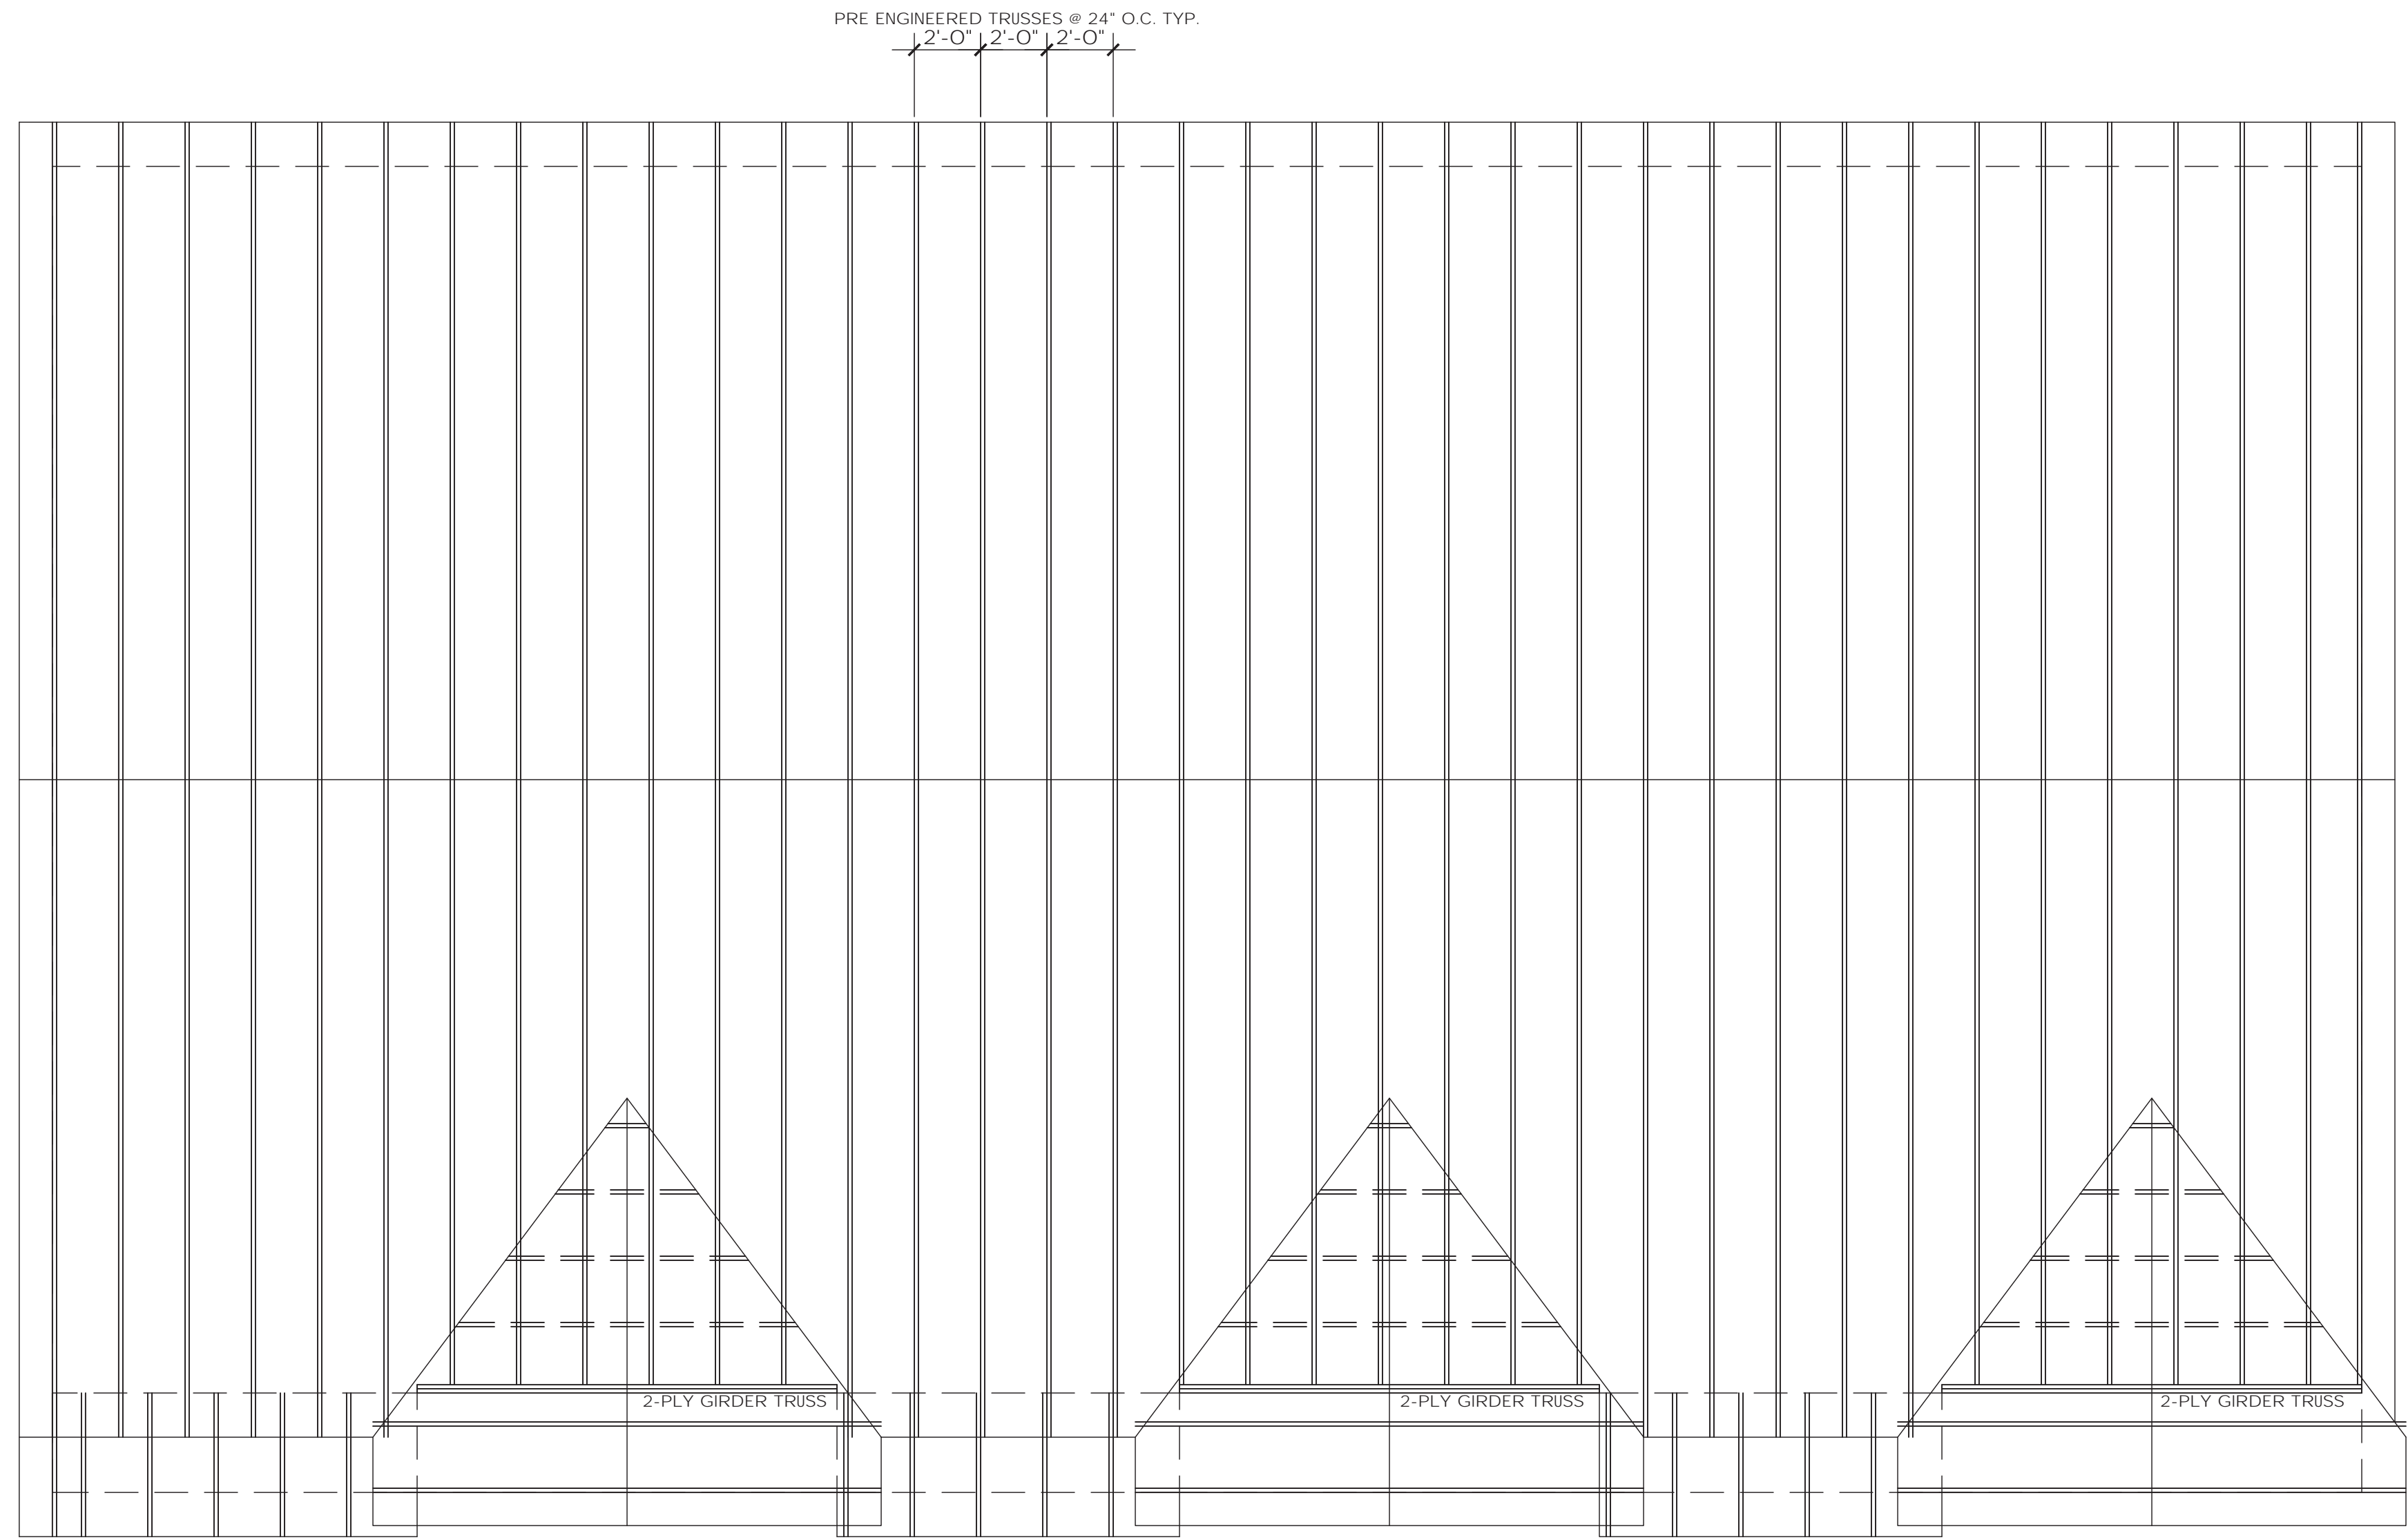 PRE ENGINEERED TRUSSES @ 24" O.C. TYP.
2'-0" 2'-0" 2'-0"
2-PLY GIRDER TRUSS 2-PLY GIRDER TRUSS 2-PLY GIRDER TRUSS